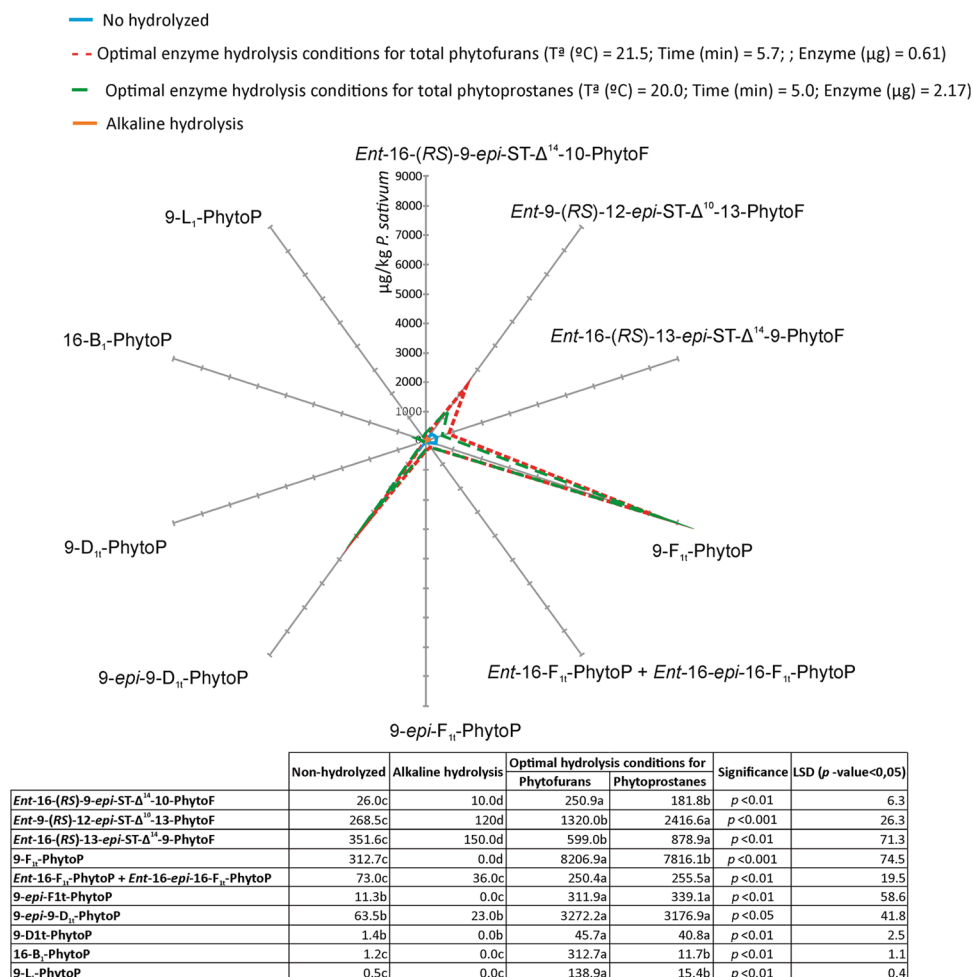 No hydrolyzed
Optimal enzyme hydrolysis conditions for total phytofurans (Tª (ºC) = 21.5; Time (min) = 5.7; ; Enzyme (µg) = 0.61)
Optimal enzyme hydrolysis conditions for total phytoprostanes (Tª (ºC) = 20.0; Time (min) = 5.0; Enzyme (µg) = 2.17)
Alkaline hydrolysis
Ent-16-(RS)-9-epi-ST-Δ14-10-PhytoF
9000
8000
7000
6000
5000
4000
3000
2000
1000
0
µg/kg P. sativum
Ent-9-(RS)-12-epi-ST-Δ10-13-PhytoF
Ent-16-(RS)-13-epi-ST-Δ14-9-PhytoF
9-F1t-PhytoP
Ent-16-F1t-PhytoP + Ent-16-epi-16-F1t-PhytoP
9-epi-F1t-PhytoP
9-epi-9-D1t-PhytoP
9-D1t-PhytoP
16-B1-PhytoP
9-L1-PhytoP
Non-hydrolyzed Alkaline hydrolysis Optimal hydrolysis conditions for Significance LSD (p -value<0,05)
Phytofurans Phytoprostanes
Ent-16-(RS)-9-epi-ST-Δ14-10-PhytoF 26.0c 10.0d 250.9a 181.8b p<0.01 6.3
Ent-9-(RS)-12-epi-ST-Δ10-13-PhytoF 268.5c 120d 1320.0b 2416.6a p<0.001 26.3
Ent-16-(RS)-13-epi-ST-Δ14-9-PhytoF 351.6c 150.0d 599.0b 878.9a p<0.01 71.3
9-F1t-PhytoP 312.7c 0.0d 8206.9a 7816.1b p<0.001 74.5
Ent-16-F1t-PhytoP + Ent-16-epi-16-F1t-PhytoP 73.0c 36.0c 250.4a 255.5a p<0.01 19.5
9-epi-F1t-PhytoP 11.3b 0.0c 311.9a 339.1a p<0.01 58.6
9-epi-9-D1t-PhytoP 63.5b 23.0b 3272.2a 3176.9a p<0.05 41.8
9-D1t-PhytoP 1.4b 0.0b 45.7a 40.8a p<0.01 2.5
16-B1-PhytoP 1.2c 0.0c 312.7a 11.7b p<0.01 1.1
9-L1-PhytoP 0.5c 0.0c 138.9a 15.4b p<0.01 0.4